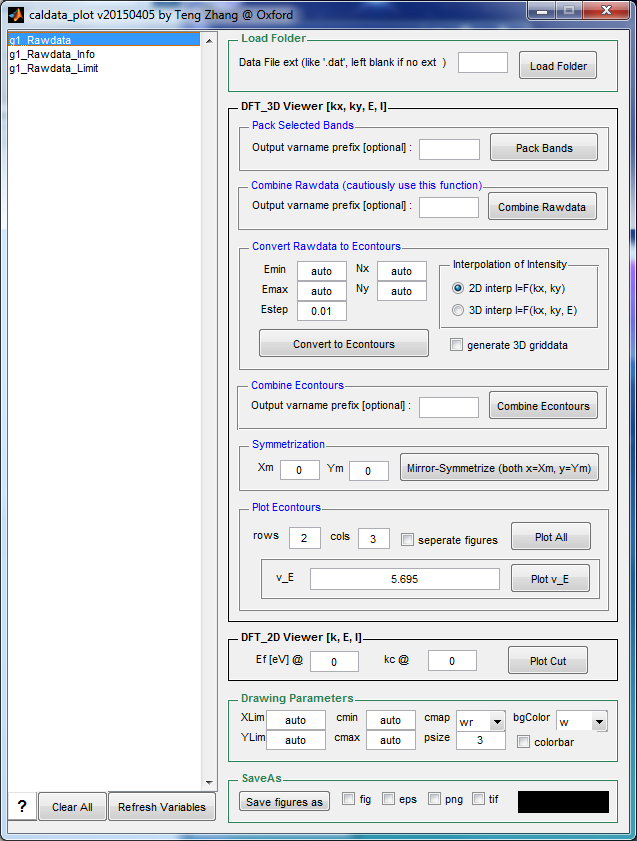 caldata_plot v20150405 by Teng Zhang @ Oxford
g1_Rawdata
g1_Rawdata_Info
g1_Rawdata_Limit
? Clear All Refresh Variables
Load Folder
Data File ext (like '.dat', left blank if no ext ) Load Folder
DFT_3D Viewer [kx, ky, E, I]
Pack Selected Bands
Output varname prefix [optional] : Pack Bands
Combine Rawdata (cautiously use this function)
Output varname prefix [optional] : Combine Rawdata
Convert Rawdata to Econtours
Emin auto Nx auto
Emax auto Ny auto
Estep 0.01
Interpolation of Intensity
2D interp I=F(kx, ky)
3D interp I=F(kx, ky, E)
Convert to Econtours generate 3D griddata
Combine Econtours
Output varname prefix [optional] : Combine Econtours
Symmetrization
Xm 0 Ym 0 Mirror-Symmetrize (both x=Xm, y=Ym)
Plot Econtours
rows 2 cols 3 seperate figures Plot All
v_E 5.695 Plot v_E
DFT_2D Viewer [k, E, I]
Ef [eV] @ 0 kc @ 0 Plot Cut
Drawing Parameters
XLim auto cmin auto cmap wr bgColor w
YLim auto cmax auto psize 3 colorbar
SaveAs
Save figures as fig eps png tif